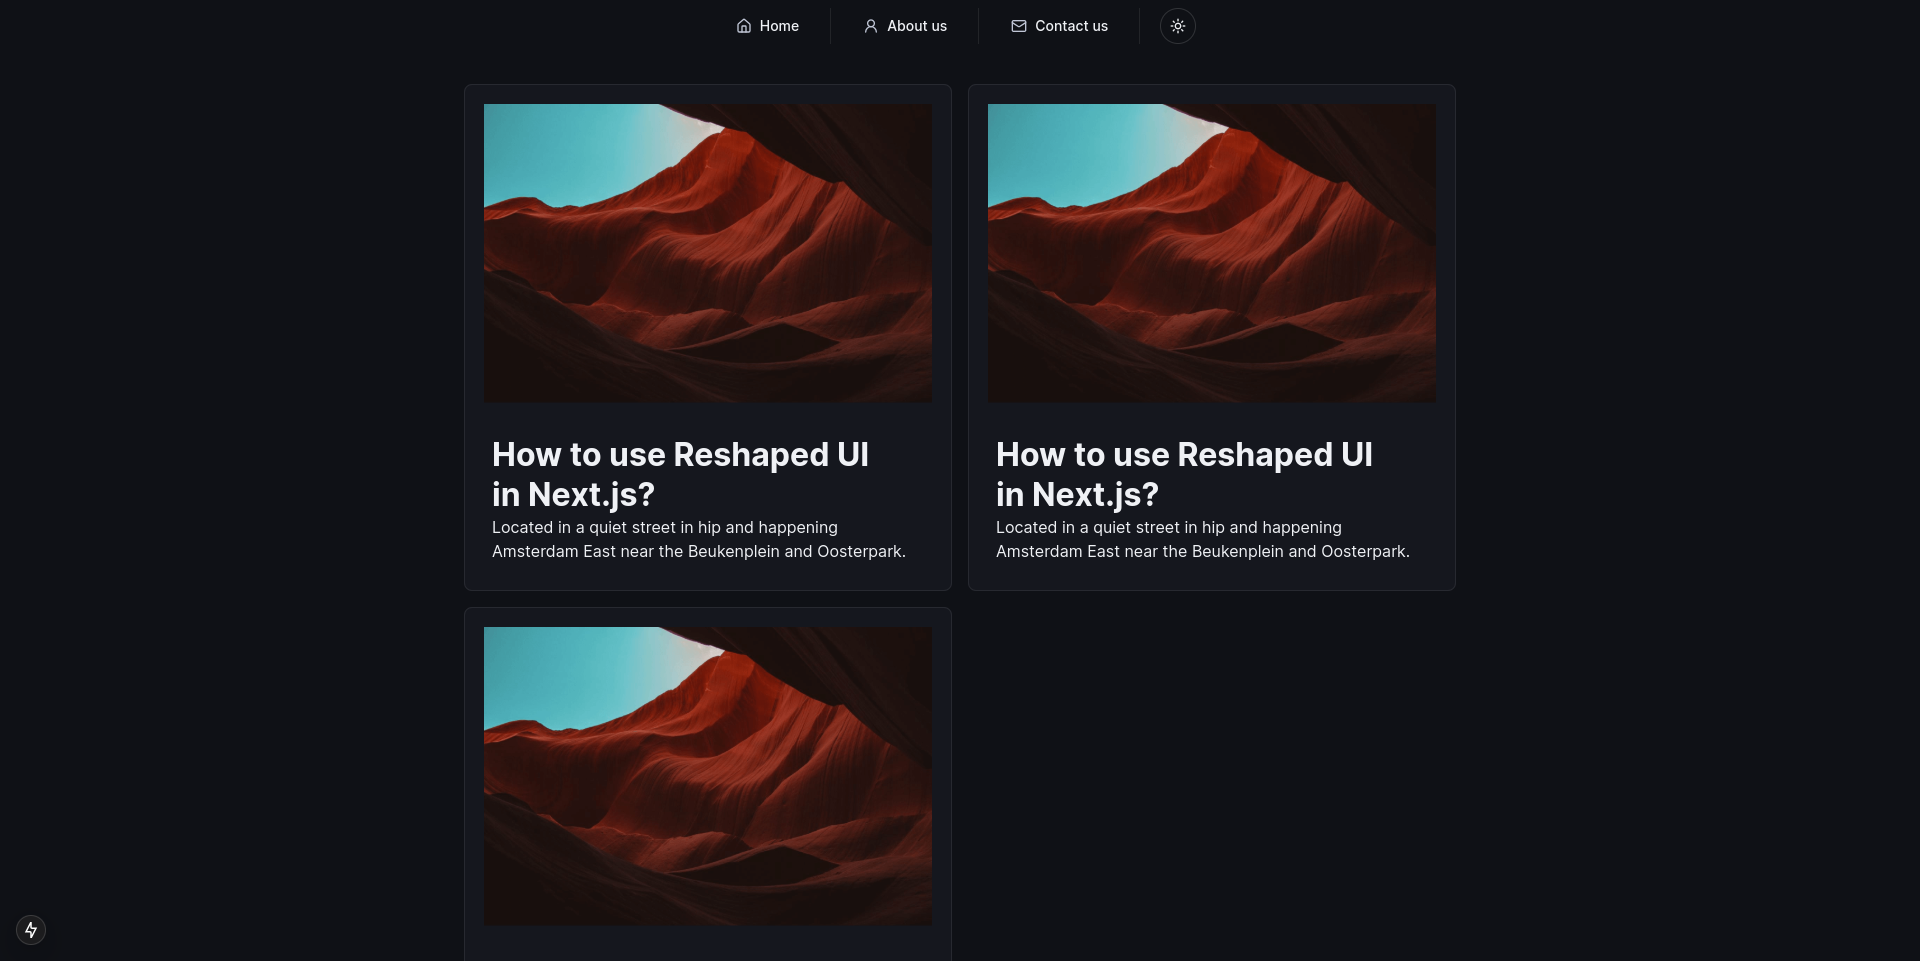 Home
About us
Contact us
How to use Reshaped UI
in Next.js?
Located in a quiet street in hip and happening
Amsterdam East near the Beukenplein and Oosterpark.
How to use Reshaped UI
in Next.js?
Located in a quiet street in hip and happening
Amsterdam East near the Beukenplein and Oosterpark.